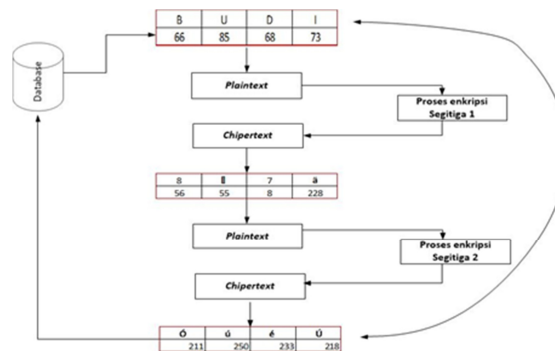 B U D I
66 85 68 73
Database
Plaintext
Proses enkripsi
Segitiga 1
Chipertext
8 7 ä
56 55 8 228
Plaintext
Proses enkripsi
Segitiga 2
Chipertext
Ó ú é Ú
211 250 233 218